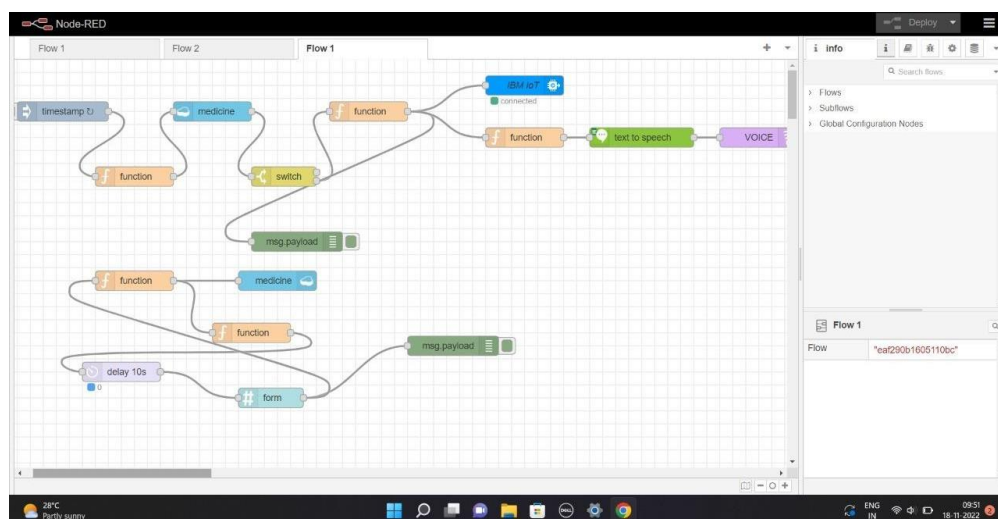 Node-RED
Deploy
Flow 1
Flow 2
Flow 1
info
Search flows
Flows
Subflows
Global Configuration Nodes
timestamp ↻
medicine
function
IBM IoT
connected
function
text to speech
VOICE
function
switch
msg.payload
function
medicine
function
msg.payload
delay 10s
0
form
Flow 1
Flow
"eaf290b1605110bc"
28°C
Partly sunny
DELL
ENG
IN
09:51
18-11-2022